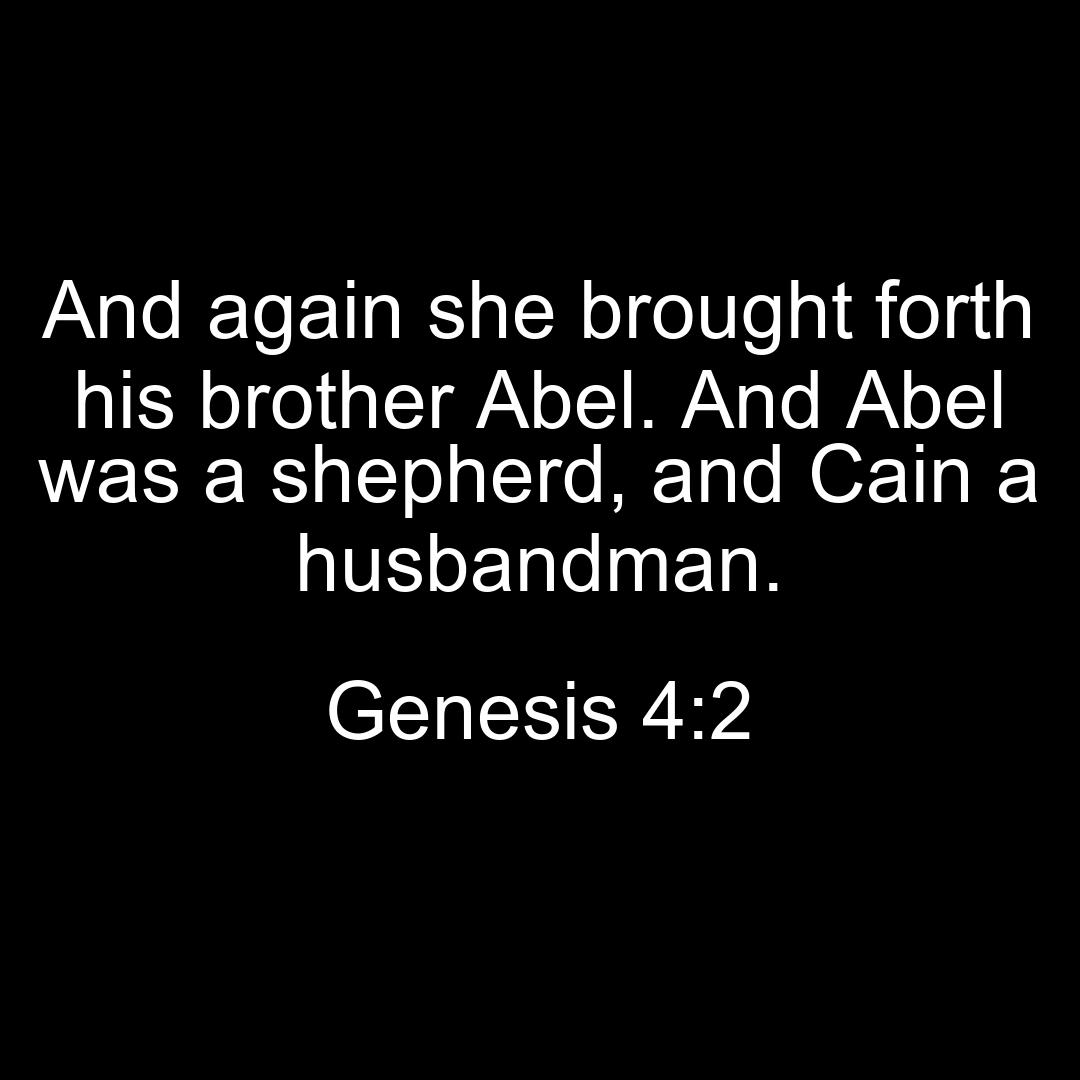 And again she brought forth
his brother Abel. And Abel
was a shepherd, and Cain a
husbandman.
Genesis 4:2